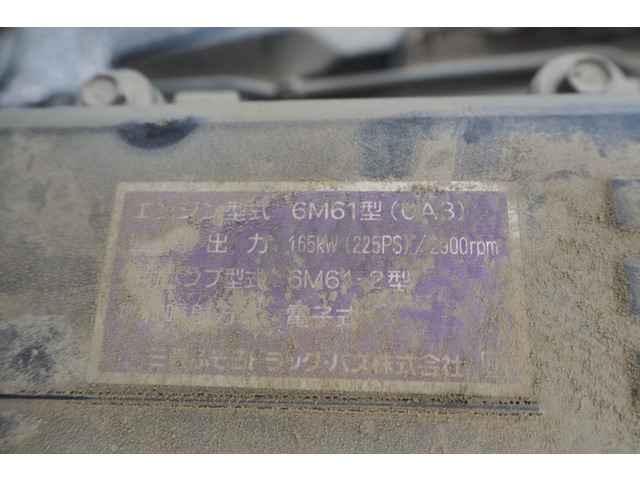 エンジン型式 6M61型(UA3)
出力 165kW(225PS)/2900rpm
ポンプ型式 6M61-2型
電子式
三菱ふそうトラック・バス株式会社